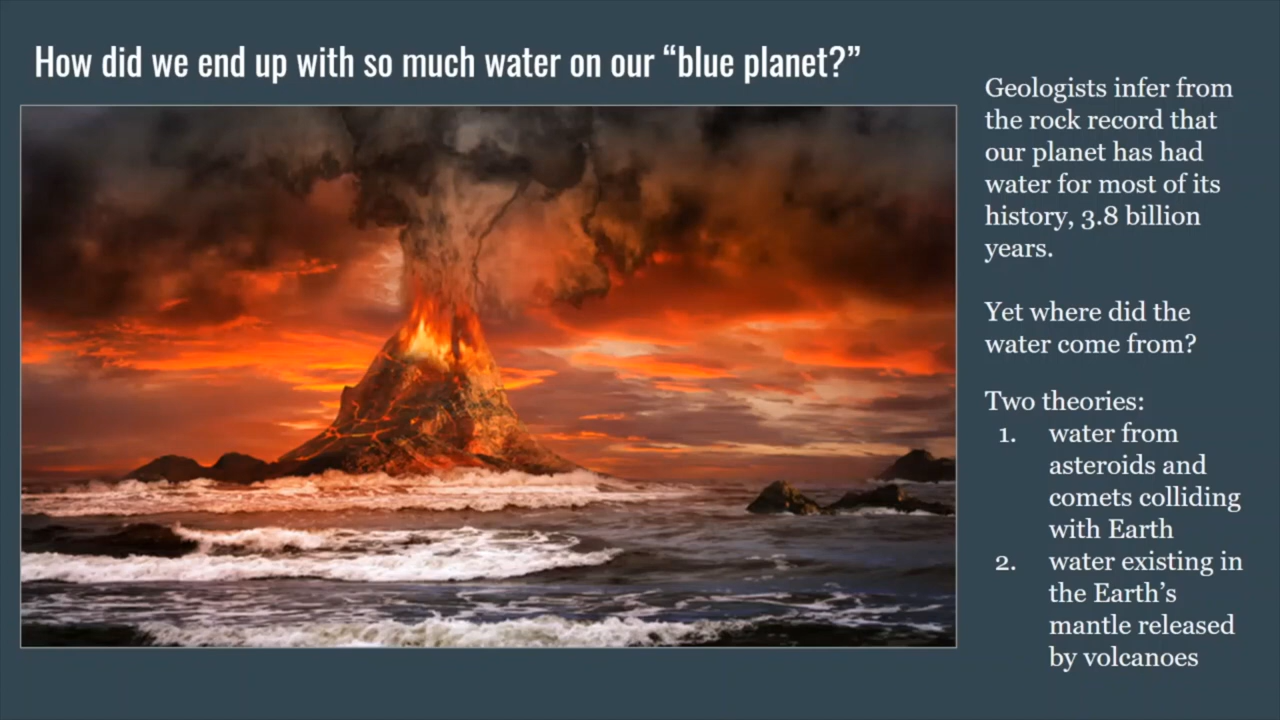 How did we end up with so much water on our “blue planet?”
Geologists infer from
the rock record that
our planet has had
water for most of its
history, 3.8 billion
years.
Yet where did the
water come from?
Two theories:
1. water from
asteroids and
comets colliding
with Earth
2. water existing in
the Earth’s
mantle released
by volcanoes